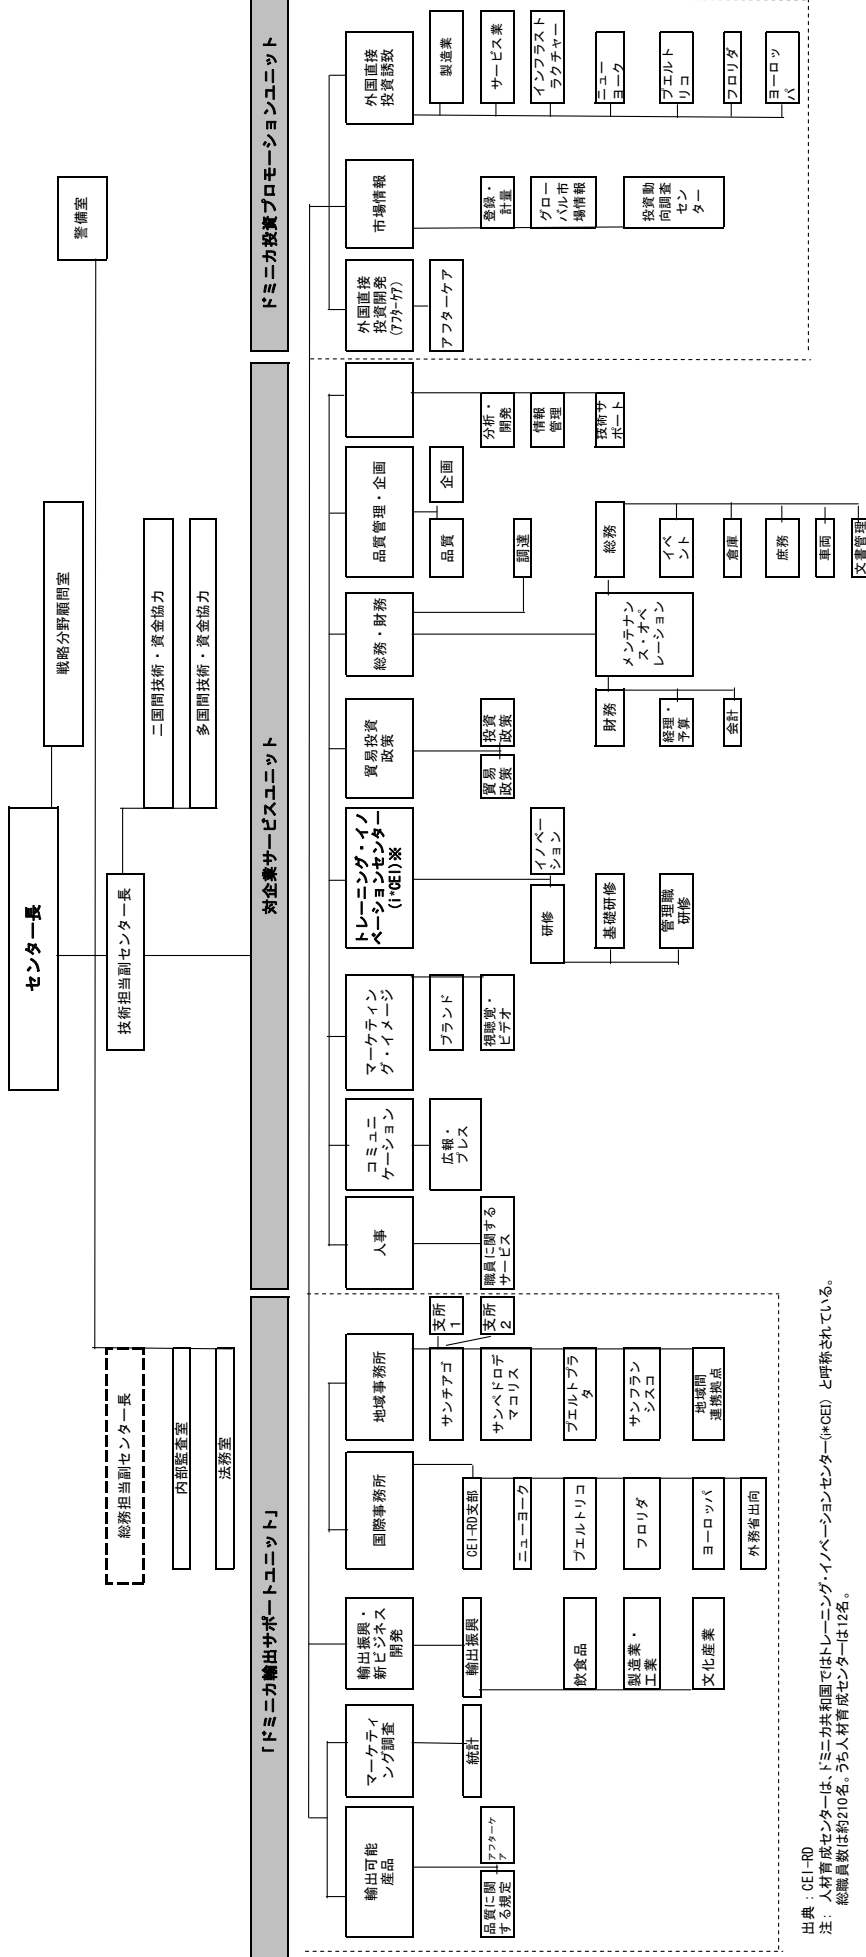 センター長
戦略分野顧問室
警備室
総務担当副センター長
内部監査室
法務室
技術担当副センター長
二国間技術・資金協力
多国間技術・資金協力
「ドミニカ輸出サポートユニット」
対企業サービスユニット
ドミニカ投資プロモーションユニット
輸出可能
産品
品質に関
する規定
アフターケ
ア
マーケティ
ング調査
統計
輸出振興・
新ビジネス
開発
輸出振興
飲食品
製造業・
工業
文化産業
国際事務所
CEI-RD支部
ニューヨーク
プエルトリコ
フロリダ
ヨーロッパ
外務省出向
地域事務所
サンチアゴ
支所
1
支所
2
サンペドロデ
マコリス
プエルトプラ
タ
サンフラン
シスコ
地域間
連携拠点
人事
職員に関する
サービス
コミュニ
ケーション
広報・
プレス
マーケティン
グ・イメージ
ブランド
視聴覚・
ビデオ
トレーニング・イノ
ベーションセンター
(i*CEI)※
研修
イノベー
ション
基礎研修
管理職
研修
貿易投資
政策
貿易
政策
投資
政策
総務・財務
調達
メンテナン
ス・オペ
レーション
財務
経理・
予算
会計
総務
イベ
ント
倉庫
庶務
車両
文書管理
品質管理・企画
品質
企画
分析・
開発
情報
管理
技術サ
ポート
外国直接
投資開発
(アフターケア)
アフターケア
市場情報
登録・
計量
グロー
バル市
場情報
投資動
向調査
セン
ター
外国直接
投資誘致
製造業
サービス業
インフラスト
ラクチャー
ニュー
ヨーク
プエルト
リコ
フロリダ
ヨーロッ
パ
出典：CEI-RD
注： 人材育成センターは、ドミニカ共和国ではトレーニング・イノベーションセンター(i*CEI) と呼称されている。
総職員数は約210名。うち人材育成センターは12名。